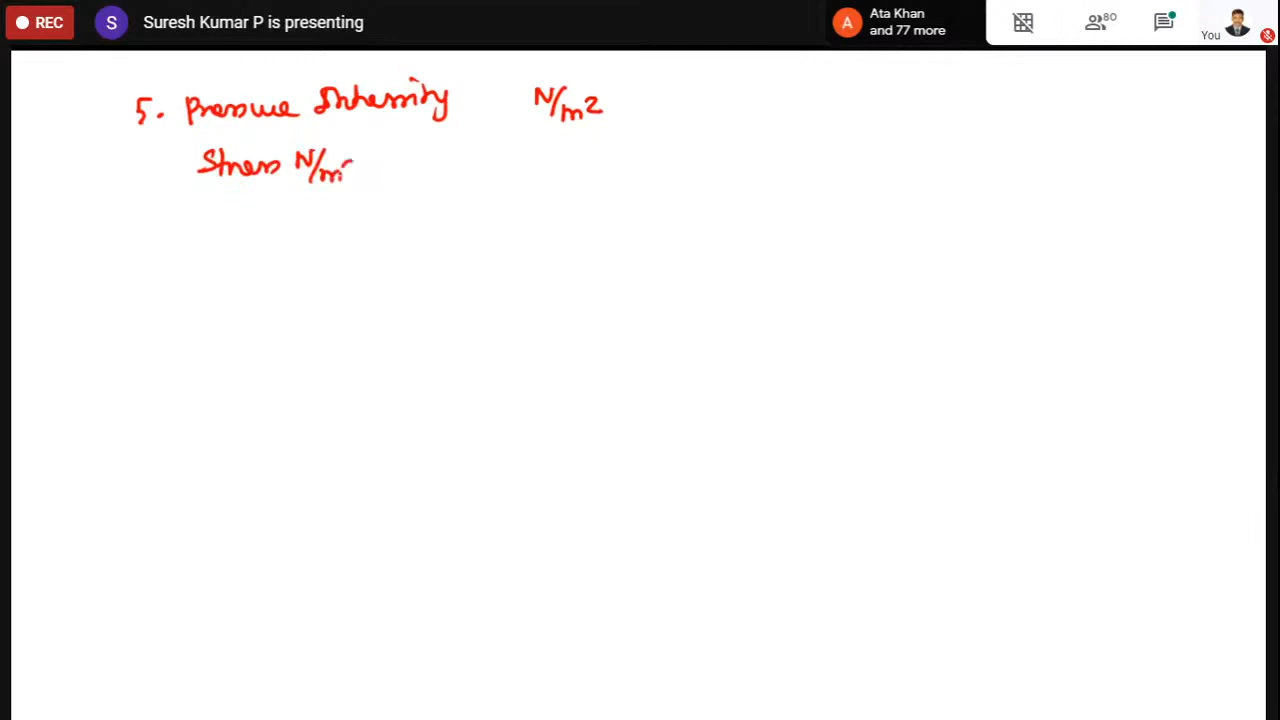 REC
S
Suresh Kumar P is presenting
A
Ata Khan
and 77 more
80
You
5. Pressure Intensity N/m2
Stress N/m